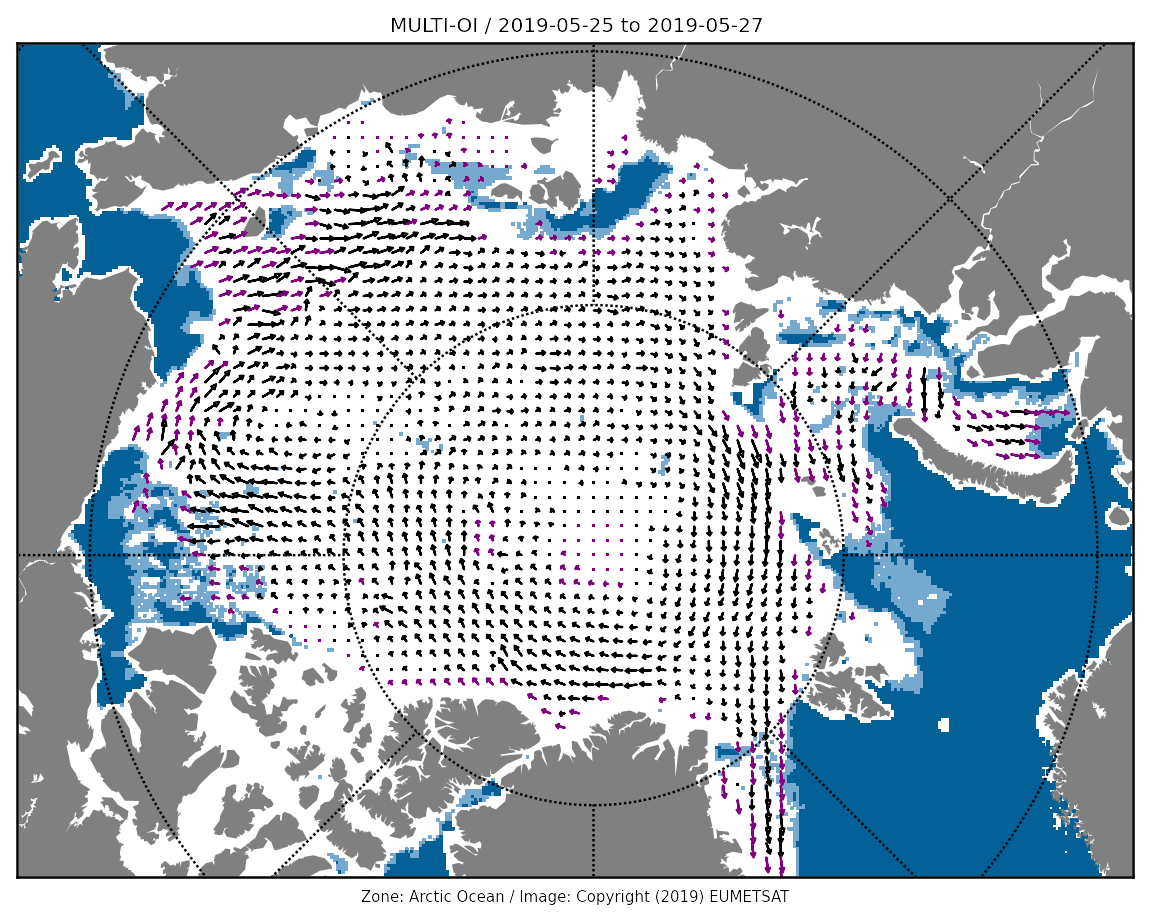 MULTI-OI / 2019-05-25 to 2019-05-27
Zone: Arctic Ocean / Image: Copyright (2019) EUMETSAT